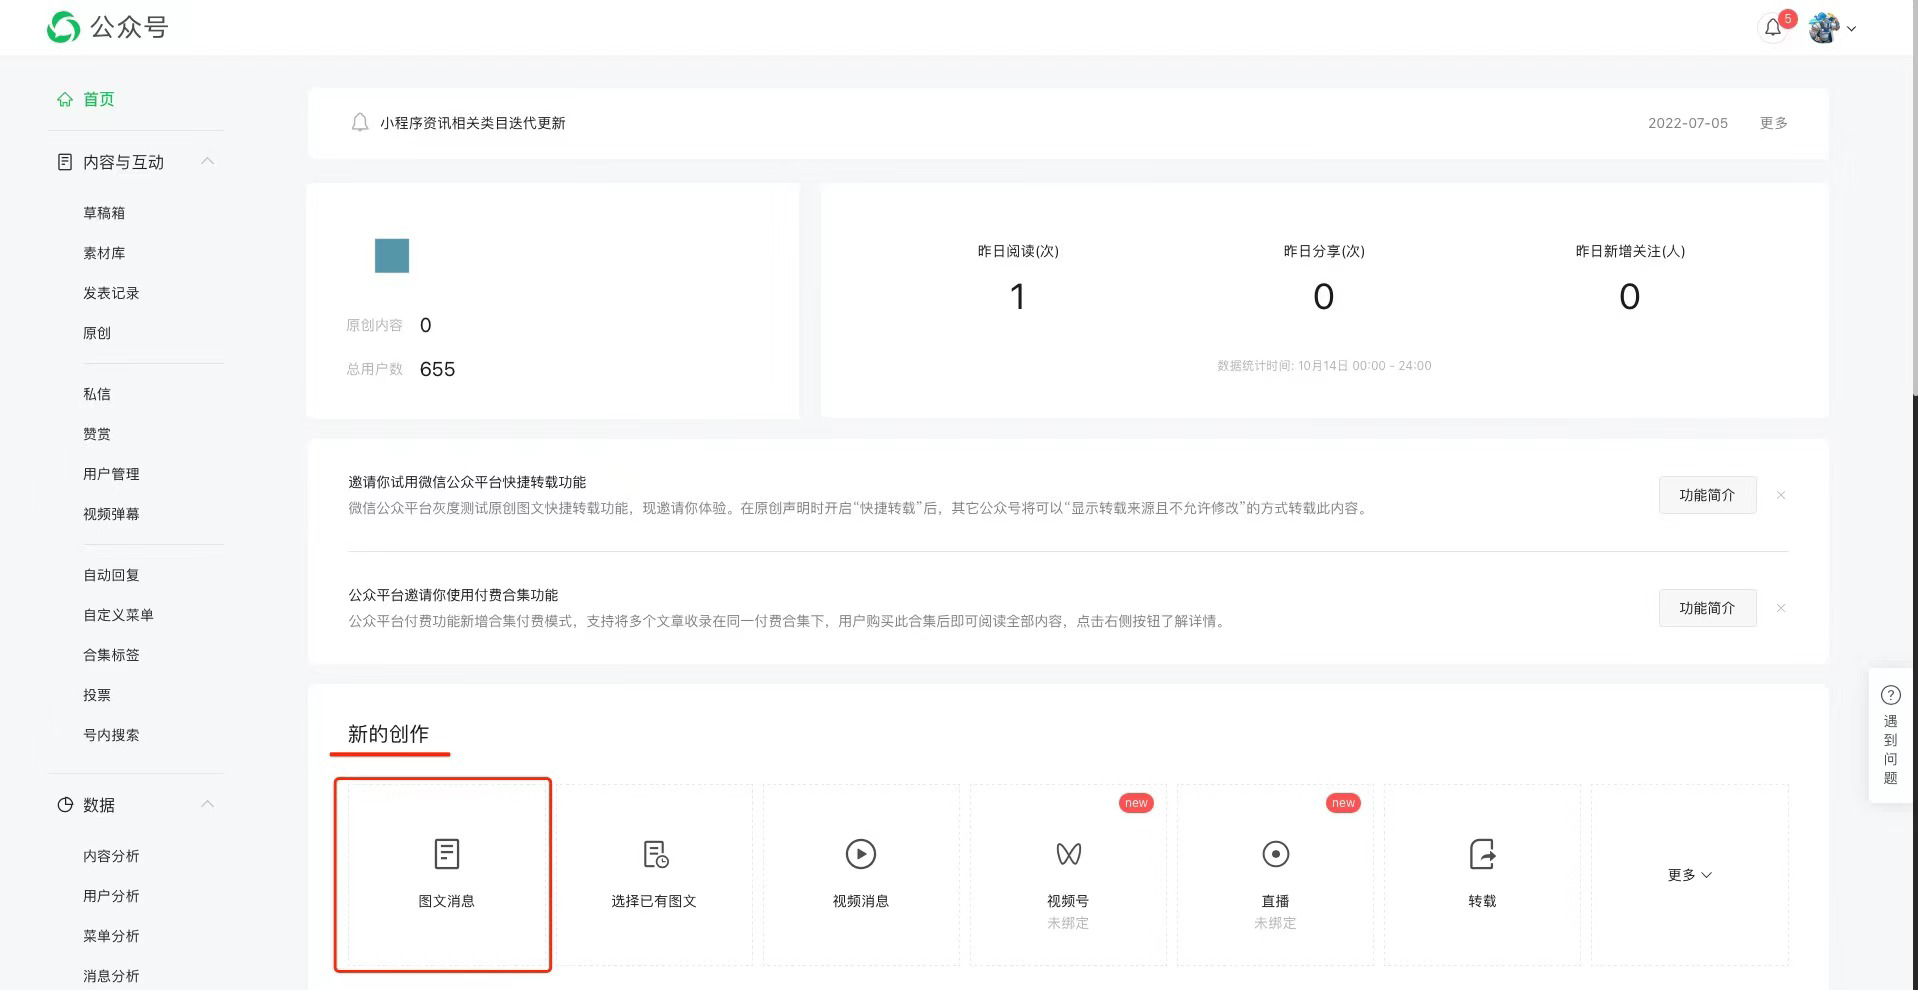 公众号
5
首页
内容与互动
草稿箱
素材库
发表记录
原创
私信
赞赏
用户管理
视频弹幕
自动回复
自定义菜单
合集标签
投票
号内搜索
数据
内容分析
用户分析
菜单分析
消息分析
小程序资讯相关类目迭代更新
2022-07-05
更多
原创内容 0
总用户数 655
昨日阅读(次)
1
昨日分享(次)
0
昨日新增关注(人)
0
数据统计时间: 10月14日 00:00 - 24:00
邀请你试用微信公众平台快捷转载功能
微信公众平台灰度测试原创图文快捷转载功能，现邀请你体验。在原创声明时开启“快捷转载”后，其它公众号将可以“显示转载来源且不允许修改”的方式转载此内容。
功能简介
公众平台邀请你使用付费合集功能
公众平台付费功能新增合集付费模式，支持将多个文章收录在同一付费合集下，用户购买此合集后即可阅读全部内容，点击右侧按钮了解详情。
功能简介
新的创作
图文消息
选择已有图文
视频消息
new
视频号
未绑定
new
直播
未绑定
转载
更多
?
遇到问题